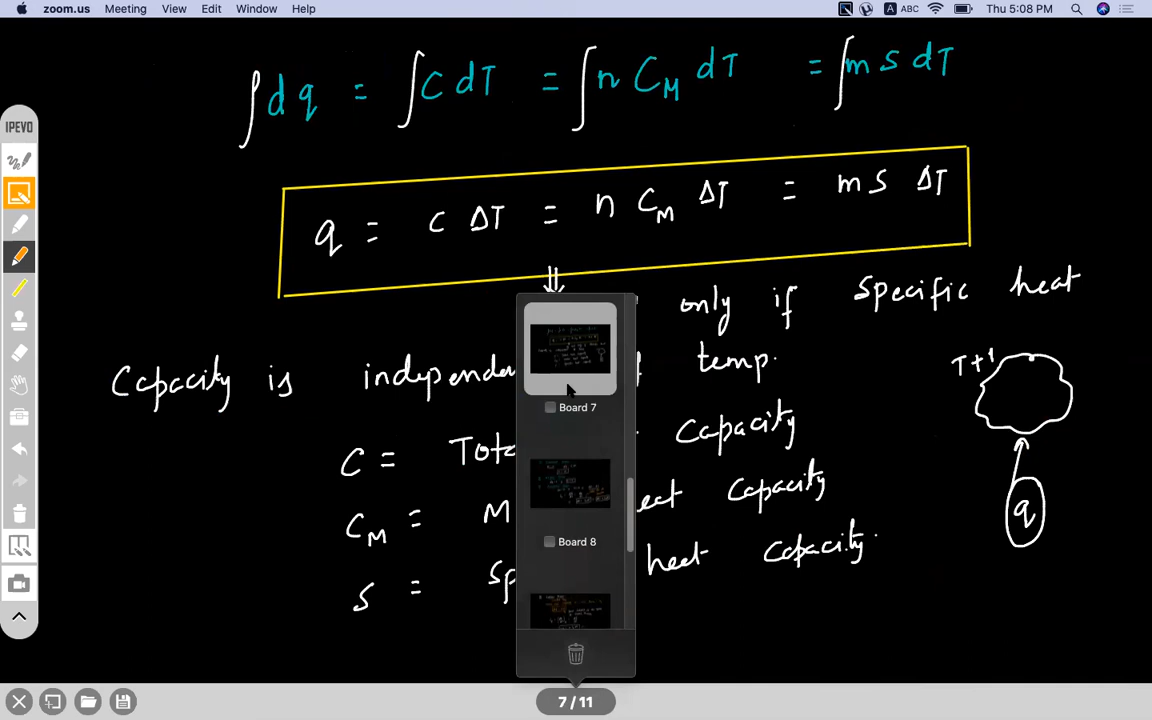 zoom.us Meeting View Edit Window Help ABC Thu 5:08 PM
∫dq = ∫C dT = ∫n C_M dT = ∫m s dT
IPEVO
q = C ΔT = n C_M ΔT = m s ΔT
⇓
only if specific heat
Capacity is independe temp.
T+1
Board 7
C = Tot Capacity
C_M = M eat Capacity
q
Board 8
s = Sp heat capacity
7 / 11